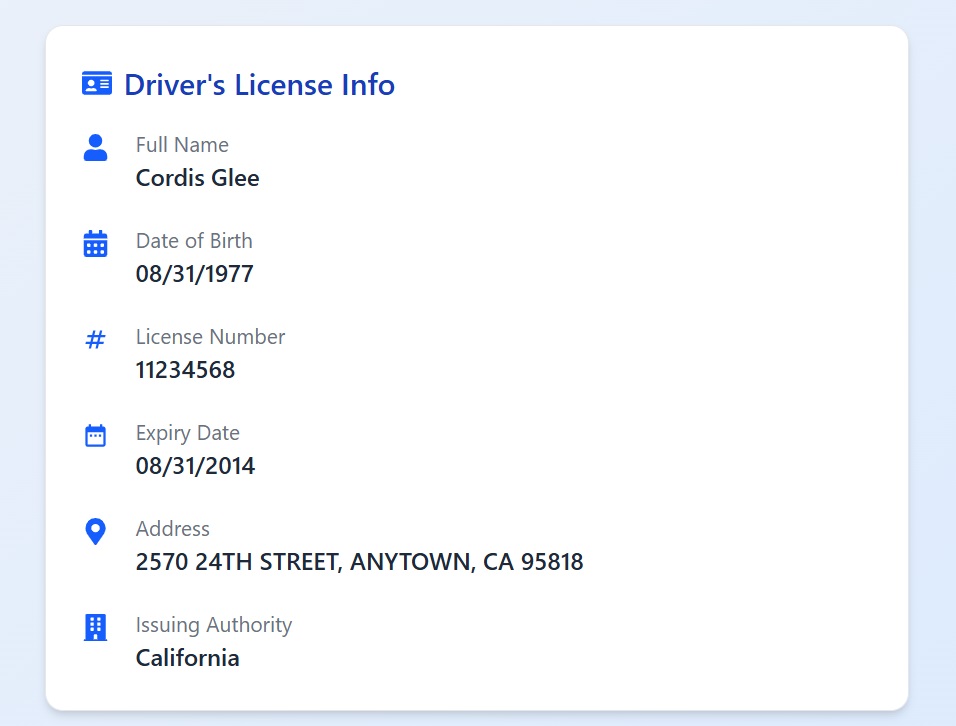 Driver's License Info
Full Name
Cordis Glee
Date of Birth
08/31/1977
License Number
11234568
Expiry Date
08/31/2014
Address
2570 24TH STREET, ANYTOWN, CA 95818
Issuing Authority
California